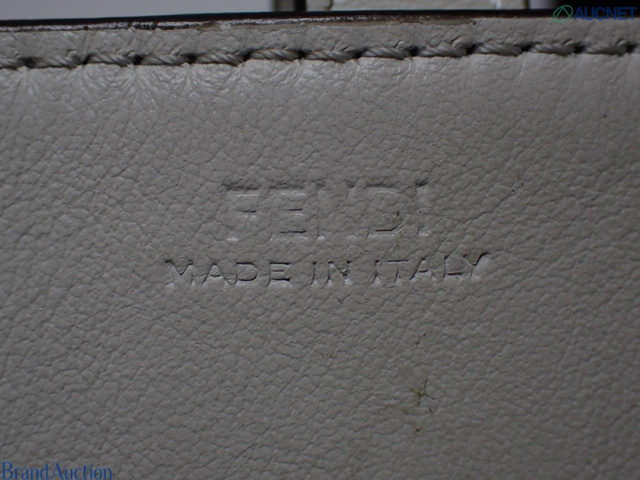 AUCNET
FENDI
MADE IN ITALY
Brand Auction